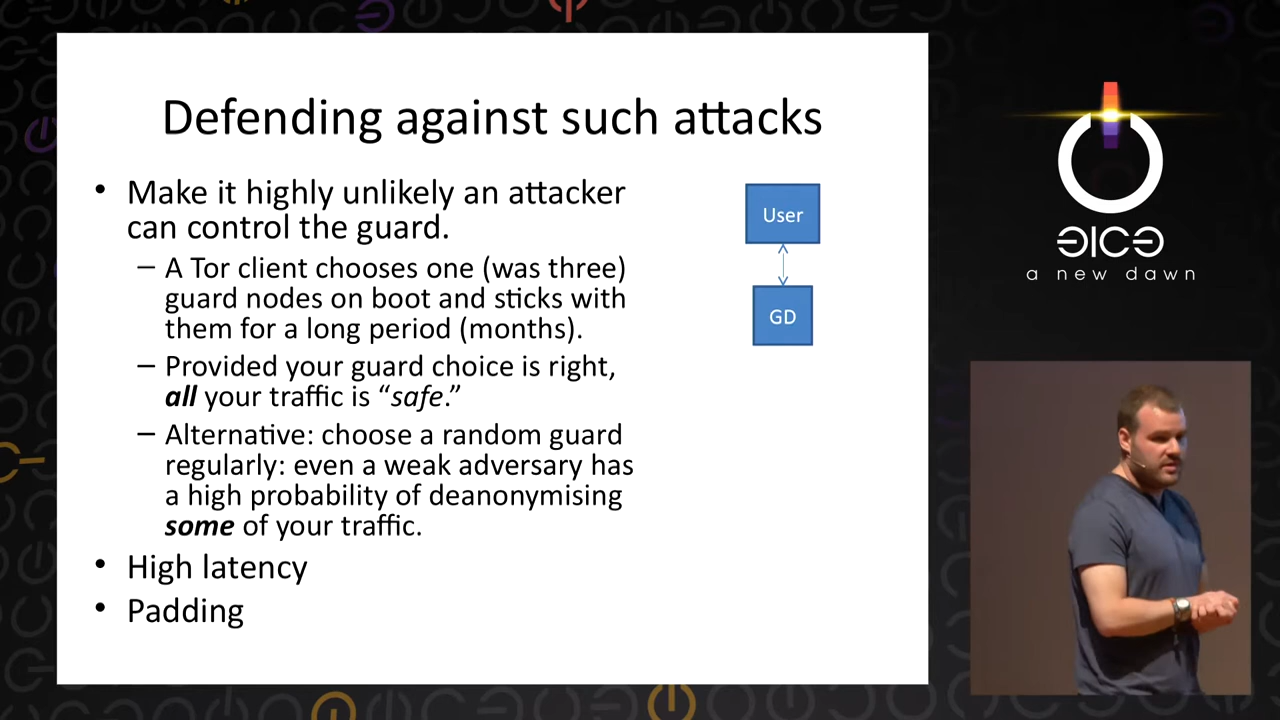 Defending against such attacks
• Make it highly unlikely an attacker
can control the guard.
– A Tor client chooses one (was three)
guard nodes on boot and sticks with
them for a long period (months).
– Provided your guard choice is right,
all your traffic is “safe.”
– Alternative: choose a random guard
regularly: even a weak adversary has
a high probability of deanonymising
some of your traffic.
• High latency
• Padding
User
GD
a new dawn